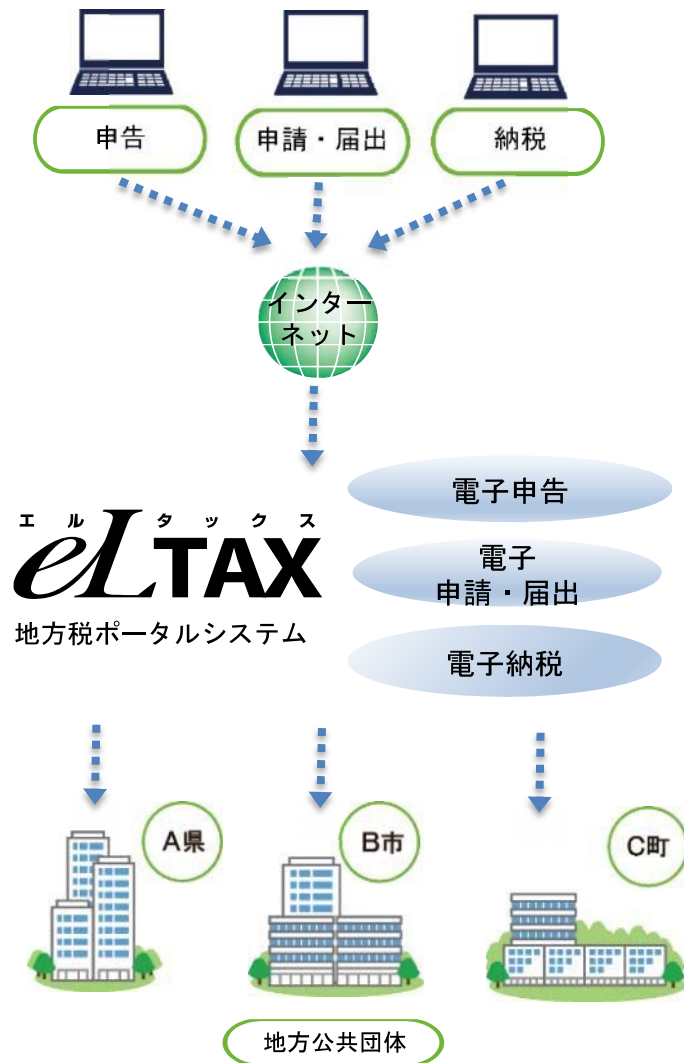 申告
申請・届出
納税
インター
ネット
電子申告
エルタックス
eLTAX
電子
申請・届出
地方税ポータルシステム
電子納税
A県
B市
C町
地方公共団体